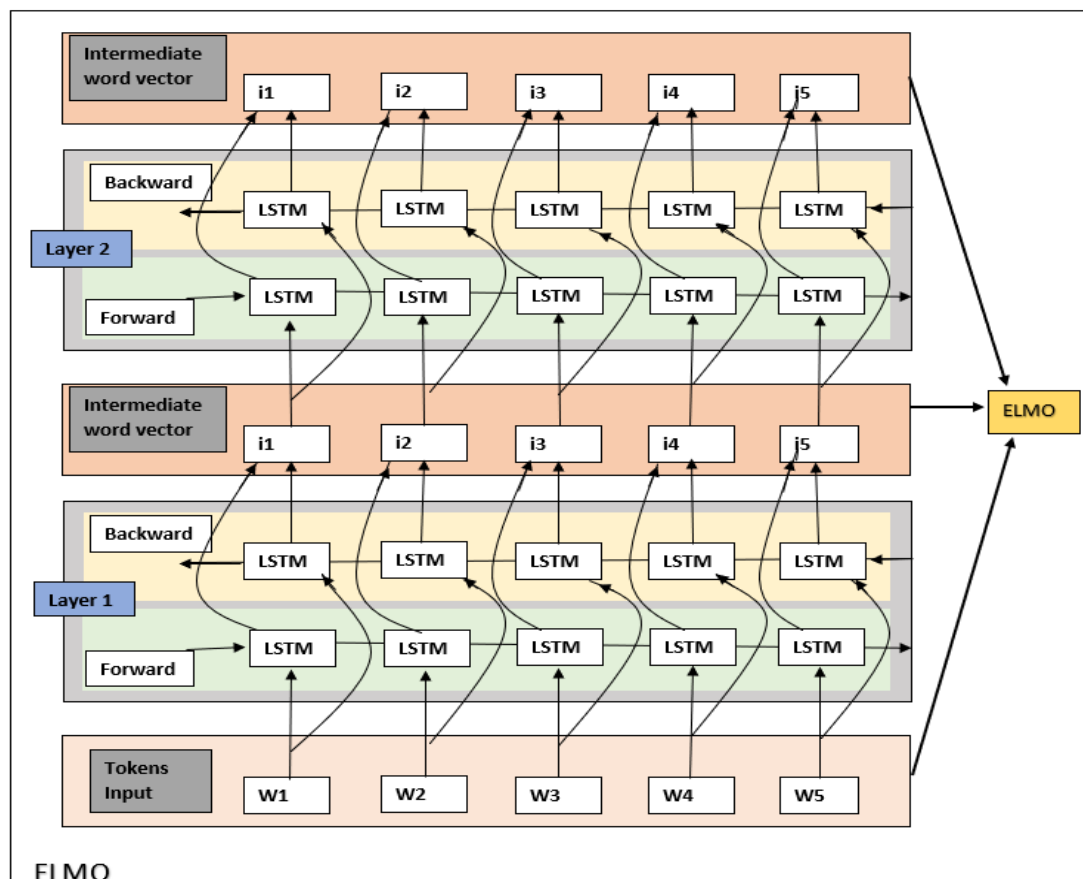 Intermediate
word vector
i1 i2 i3 i4 i5
Backward
LSTM LSTM LSTM LSTM LSTM
Layer 2
LSTM LSTM LSTM LSTM LSTM
Forward
Intermediate
word vector
ELMO
i1 i2 i3 i4 i5
Backward
LSTM LSTM LSTM LSTM LSTM
Layer 1
LSTM LSTM LSTM LSTM LSTM
Forward
Tokens
Input
W1 W2 W3 W4 W5
ELMO